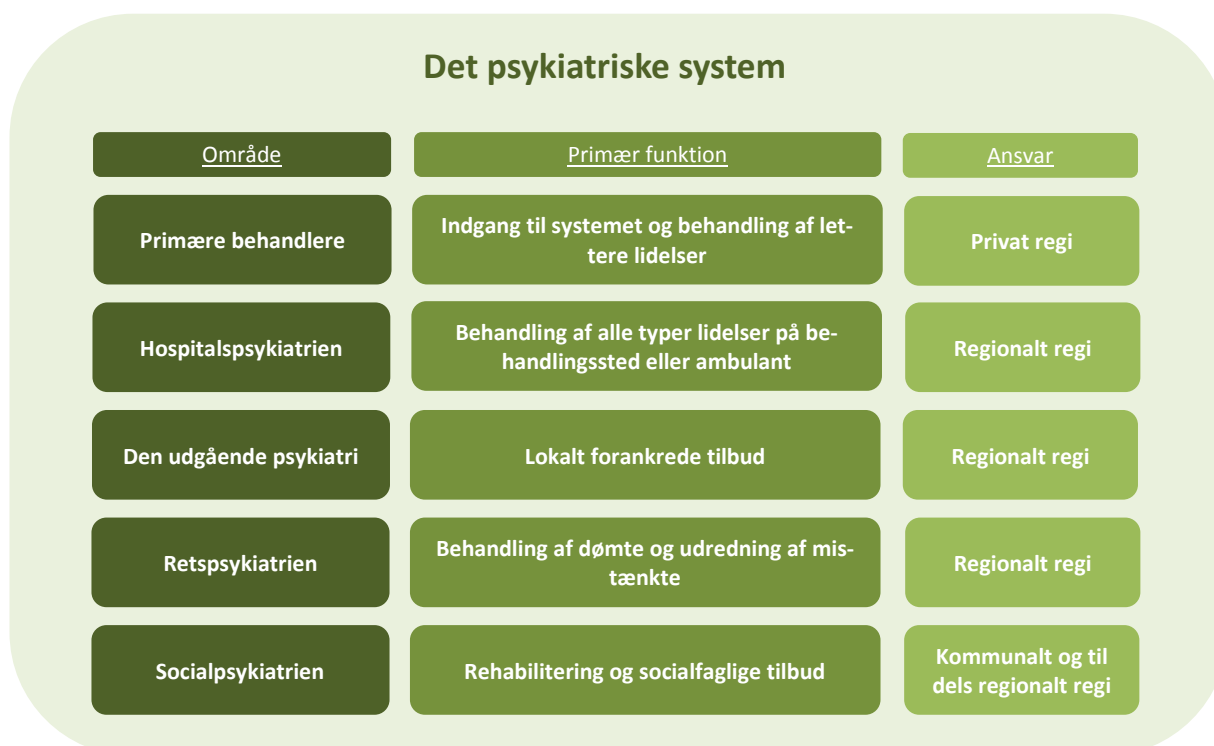 Det psykiatriske system
Område
Primær funktion
Ansvar
Primære behandlere
Indgang til systemet og behandling af let-
tere lidelser
Privat regi
Hospitalspsykiatrien
Behandling af alle typer lidelser på be-
handlingssted eller ambulant
Regionalt regi
Den udgående psykiatri
Lokalt forankrede tilbud
Regionalt regi
Retspsykiatrien
Behandling af dømte og udredning af mis-
tænkte
Regionalt regi
Socialpsykiatrien
Rehabilitering og socialfaglige tilbud
Kommunalt og til
dels regionalt regi